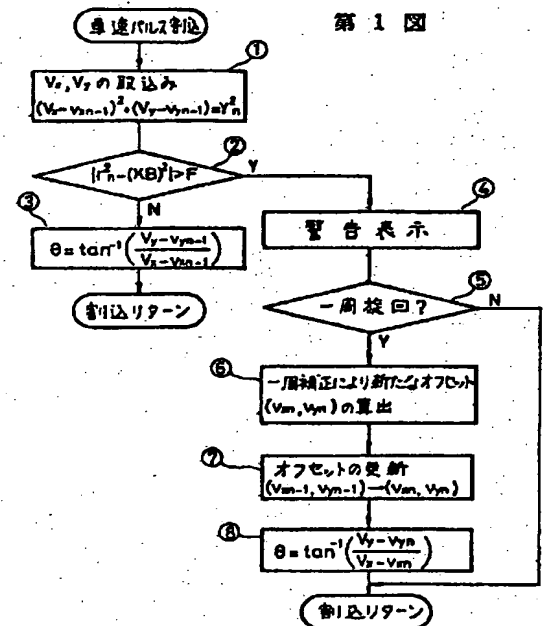 第 1 図
車速パルス割込
①
Vx, Vy の取込み
(Vx-Vxn-1)²+(Vy-Vyn-1)=r²n
②
|r²n-(KB)²|>F
Y
N
③
θ=tan⁻¹(Vy-Vyn-1/Vx-Vxn-1)
割込リターン
④
警告表示
⑤
一周旋回?
N
Y
⑥
一周補正により新たなオフセット
(Vxn, Vyn) の算出
⑦
オフセットの更新
(Vxn-1, Vyn-1)→(Vxn, Vyn)
⑧
θ=tan⁻¹(Vy-Vyn/Vx-Vxn)
割込リターン